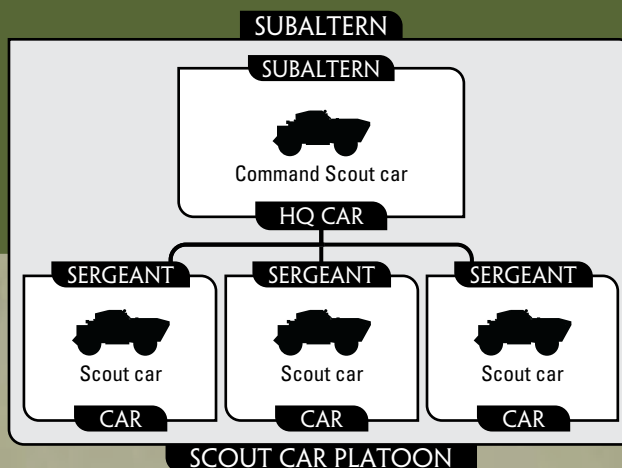 SUBALTERN
SUBALTERN
Command Scout car
HQ CAR
SERGEANT SERGEANT SERGEANT
Scout car Scout car Scout car
CAR CAR CAR
SCOUT CAR PLATOON